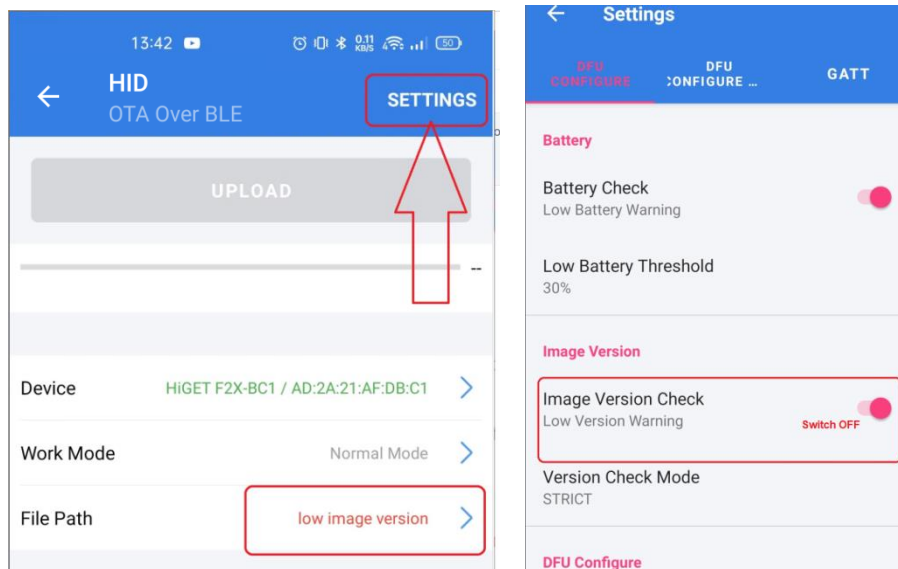 13:42
0.11
KB/S
50
HID
OTA Over BLE
SETTINGS
UPLOAD
--
Device
HiGET F2X-BC1 / AD:2A:21:AF:DB:C1
Work Mode
Normal Mode
File Path
low image version
Settings
DFU
CONFIGURE
DFU
CONFIGURE ...
GATT
Battery
Battery Check
Low Battery Warning
Low Battery Threshold
30%
Image Version
Image Version Check
Low Version Warning
Switch OFF
Version Check Mode
STRICT
DFU Configure